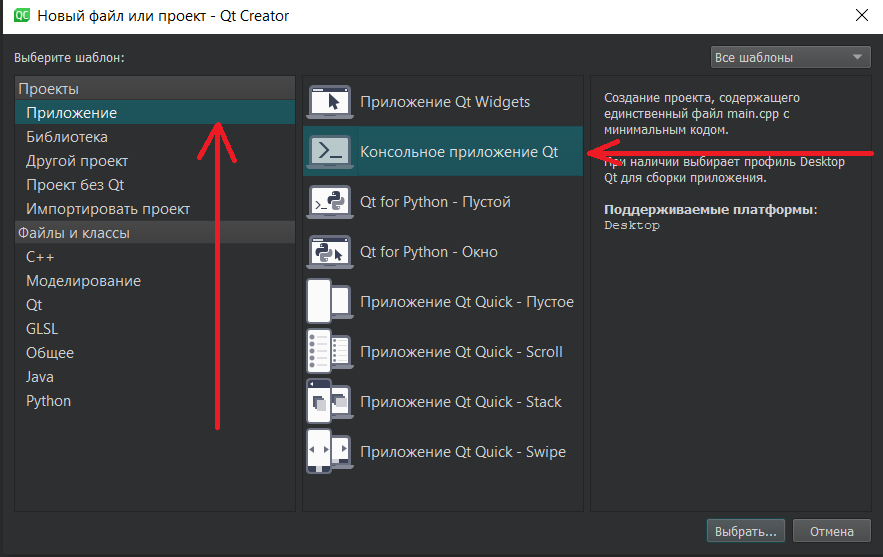 QC
Новый файл или проект - Qt Creator
Выберите шаблон:
Все шаблоны
Проекты
Приложение
Библиотека
Другой проект
Проект без Qt
Импортировать проект
Файлы и классы
C++
Моделирование
Qt
GLSL
Общее
Java
Python
Приложение Qt Widgets
Консольное приложение Qt
Qt for Python - Пустой
Qt for Python - Окно
Приложение Qt Quick - Пустое
Приложение Qt Quick - Scroll
Приложение Qt Quick - Stack
Приложение Qt Quick - Swipe
Создание проекта, содержащего
единственный файл main.cpp с
минимальным кодом.
При наличии выбирает профиль Desktop
Qt для сборки приложения.
Поддерживаемые платформы:
Desktop
Выбрать...
Отмена